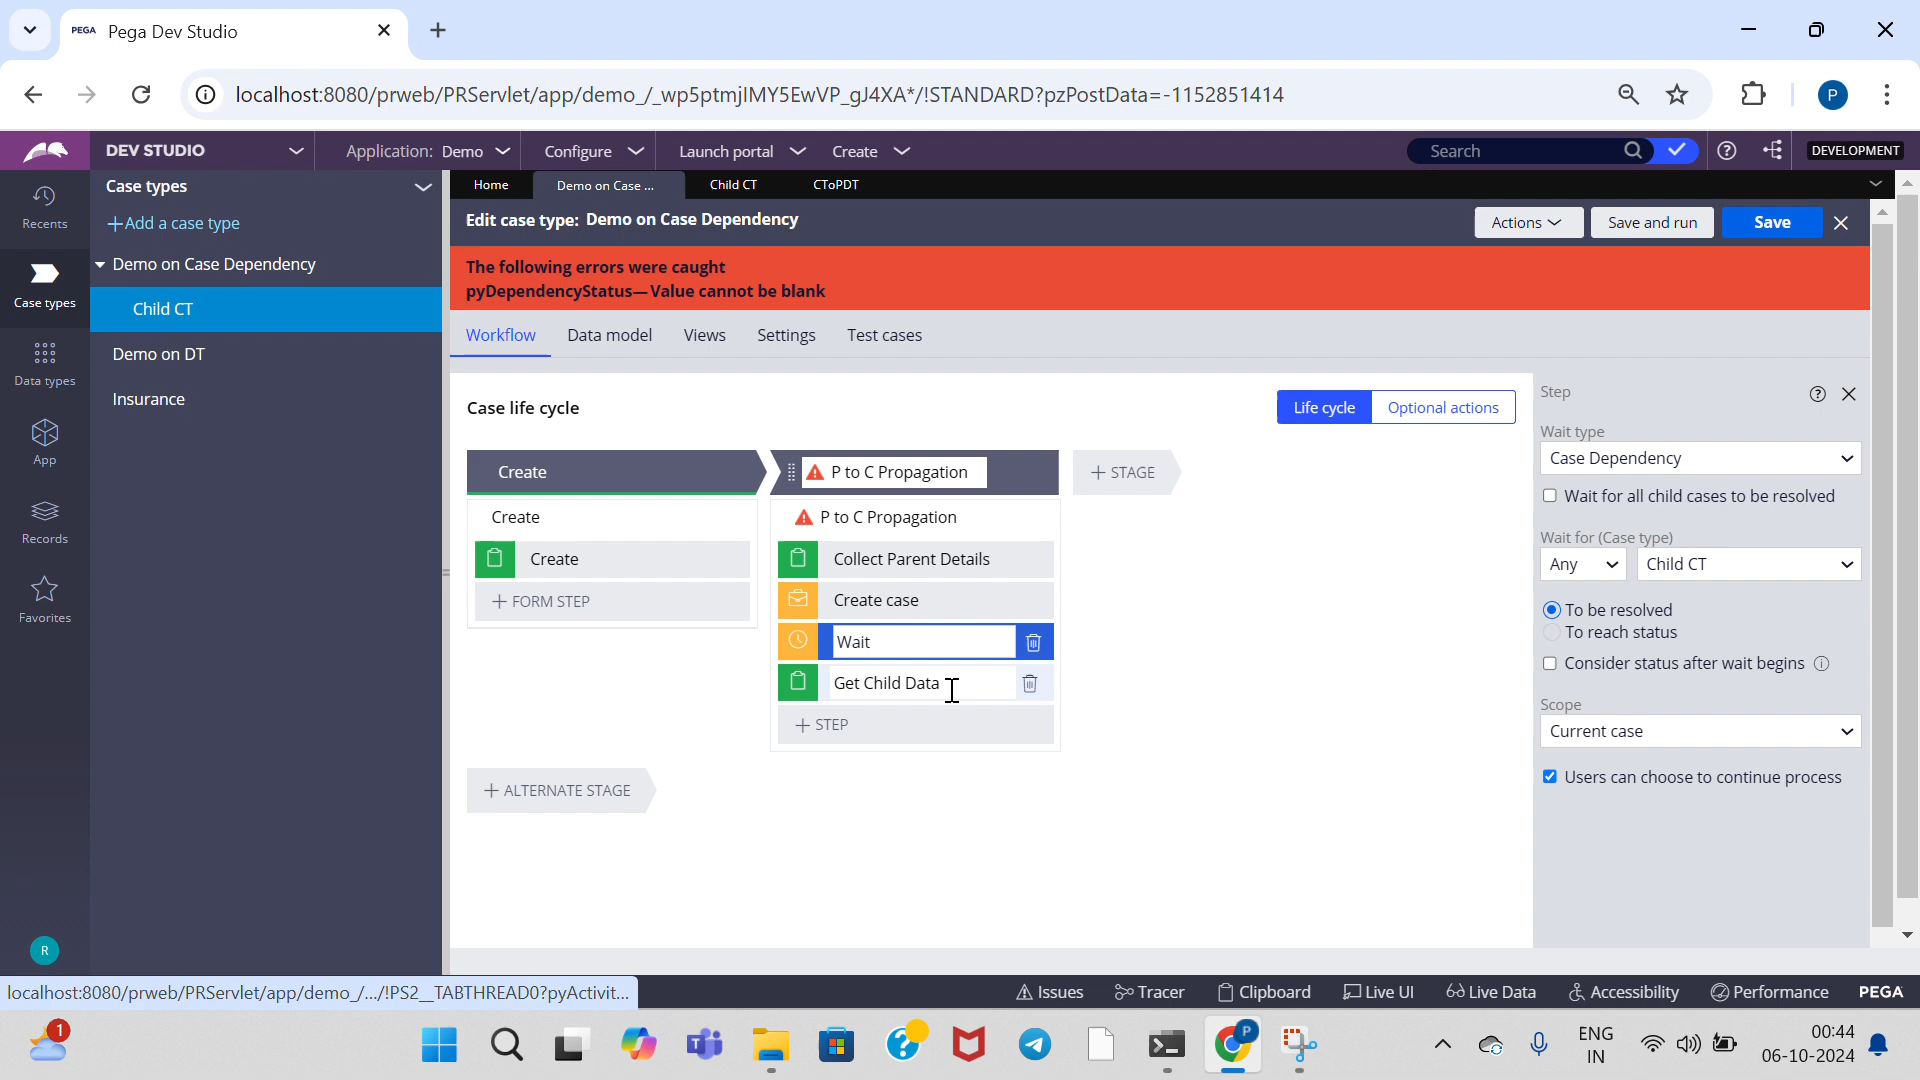 PEGA Pega Dev Studio
localhost:8080/prweb/PRServlet/app/demo_/_wp5ptmjIMY5EwVP_gJ4XA*/!STANDARD?pzPostData=-1152851414
P
DEV STUDIO
Application: Demo
Configure
Launch portal
Create
Search
DEVELOPMENT
Recents
Case types
Data types
App
Records
Favorites
R
Case types
+Add a case type
Demo on Case Dependency
Child CT
Demo on DT
Insurance
Home
Demo on Case ...
Child CT
CToPDT
Edit case type: Demo on Case Dependency
Actions
Save and run
Save
The following errors were caught
pyDependencyStatus—Value cannot be blank
Workflow
Data model
Views
Settings
Test cases
Case life cycle
Life cycle
Optional actions
Create
P to C Propagation
+ STAGE
Create
Create
+ FORM STEP
P to C Propagation
Collect Parent Details
Create case
Wait
Get Child Data
+ STEP
+ ALTERNATE STAGE
Step
Wait type
Case Dependency
Wait for all child cases to be resolved
Wait for (Case type)
Any
Child CT
To be resolved
To reach status
Consider status after wait begins
Scope
Current case
Users can choose to continue process
localhost:8080/prweb/PRServlet/app/demo_/.../!PS2__TABTHREAD0?pyActivit...
Issues
Tracer
Clipboard
Live UI
Live Data
Accessibility
Performance
PEGA
1
P
ENG
IN
00:44
06-10-2024